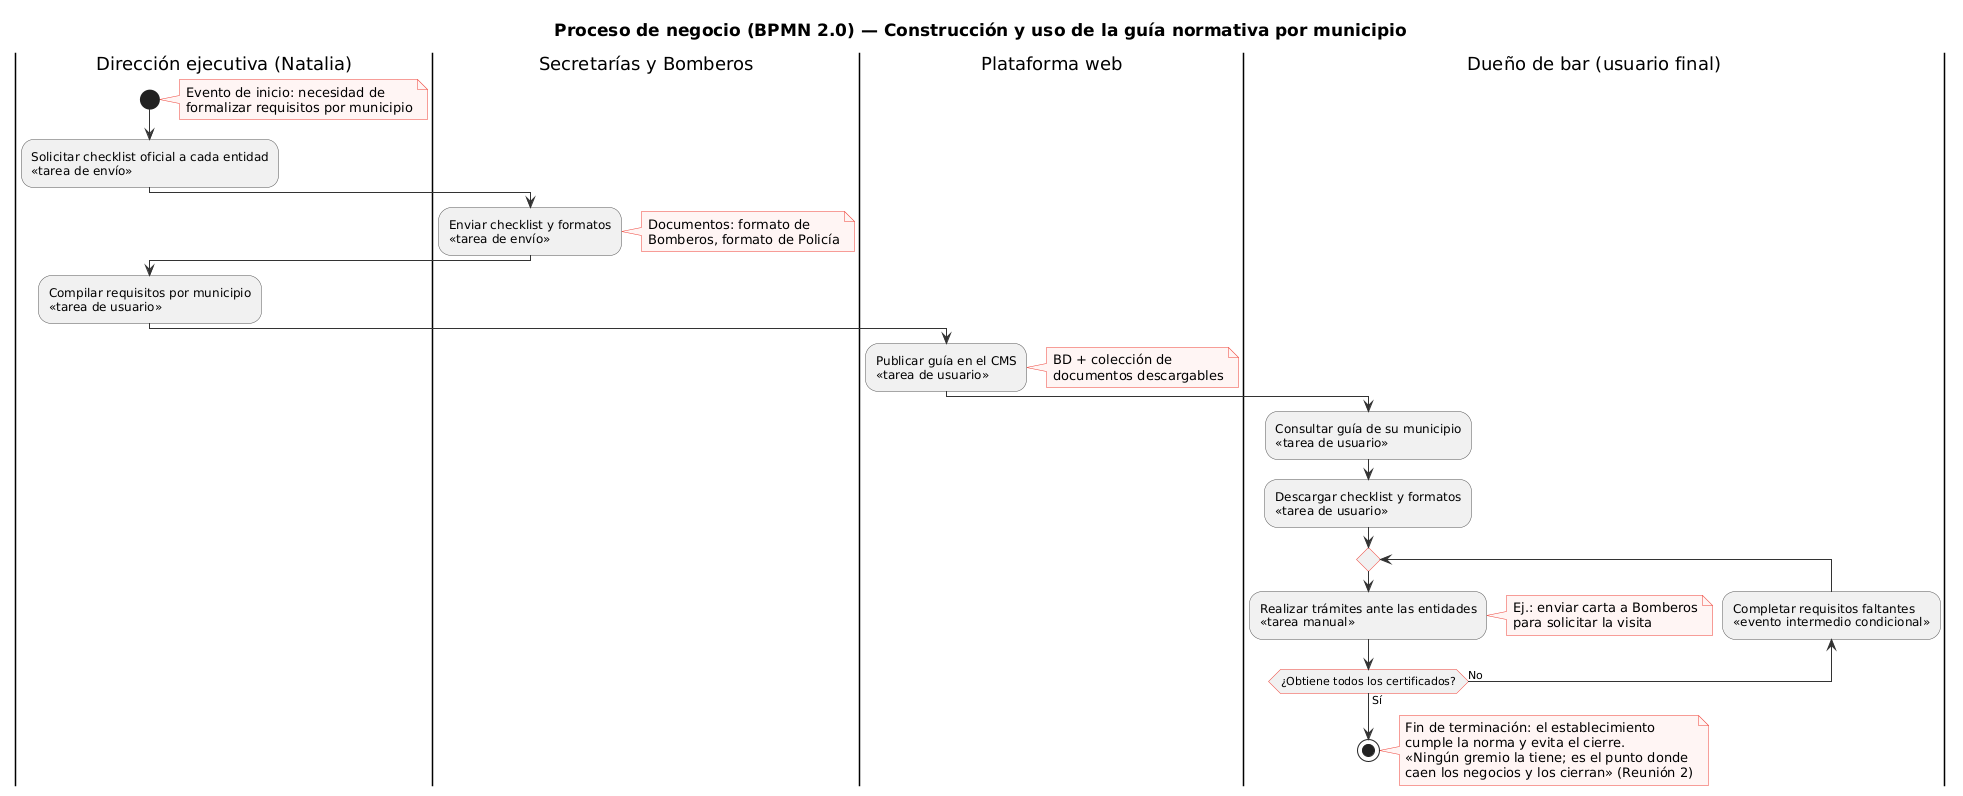 Proceso de negocio (BPMN 2.0) — Construcción y uso de la guía normativa por municipio
Dirección ejecutiva (Natalia)
Secretarías y Bomberos
Plataforma web
Dueño de bar (usuario final)
Evento de inicio: necesidad de
formalizar requisitos por municipio
Solicitar checklist oficial a cada entidad
«tarea de envío»
Enviar checklist y formatos
«tarea de envío»
Documentos: formato de
Bomberos, formato de Policía
Compilar requisitos por municipio
«tarea de usuario»
Publicar guía en el CMS
«tarea de usuario»
BD + colección de
documentos descargables
Consultar guía de su municipio
«tarea de usuario»
Descargar checklist y formatos
«tarea de usuario»
Realizar trámites ante las entidades
«tarea manual»
Ej.: enviar carta a Bomberos
para solicitar la visita
Completar requisitos faltantes
«evento intermedio condicional»
¿Obtiene todos los certificados?
No
Sí
Fin de terminación: el establecimiento
cumple la norma y evita el cierre.
«Ningún gremio la tiene; es el punto donde
caen los negocios y los cierran» (Reunión 2)